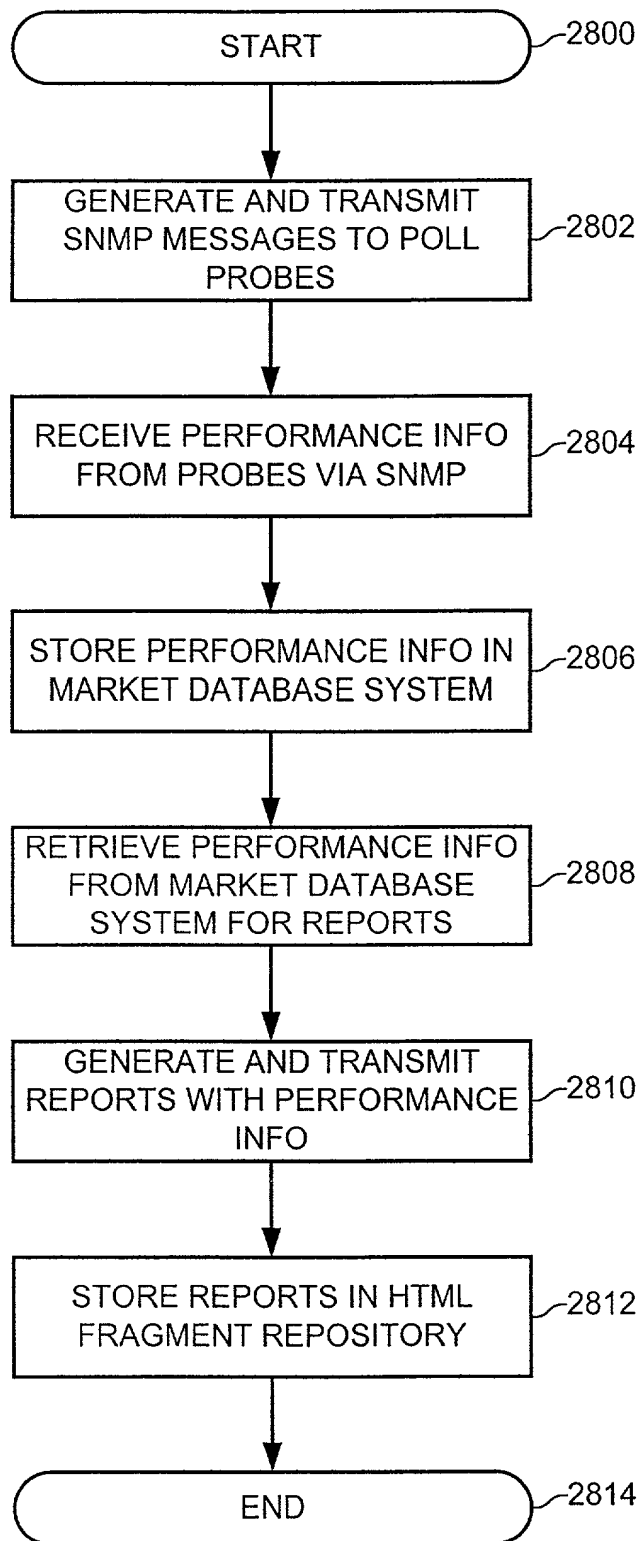 START
2800
GENERATE AND TRANSMIT
SNMP MESSAGES TO POLL
PROBES
2802
RECEIVE PERFORMANCE INFO
FROM PROBES VIA SNMP
2804
STORE PERFORMANCE INFO IN
MARKET DATABASE SYSTEM
2806
RETRIEVE PERFORMANCE INFO
FROM MARKET DATABASE
SYSTEM FOR REPORTS
2808
GENERATE AND TRANSMIT
REPORTS WITH PERFORMANCE
INFO
2810
STORE REPORTS IN HTML
FRAGMENT REPOSITORY
2812
END
2814